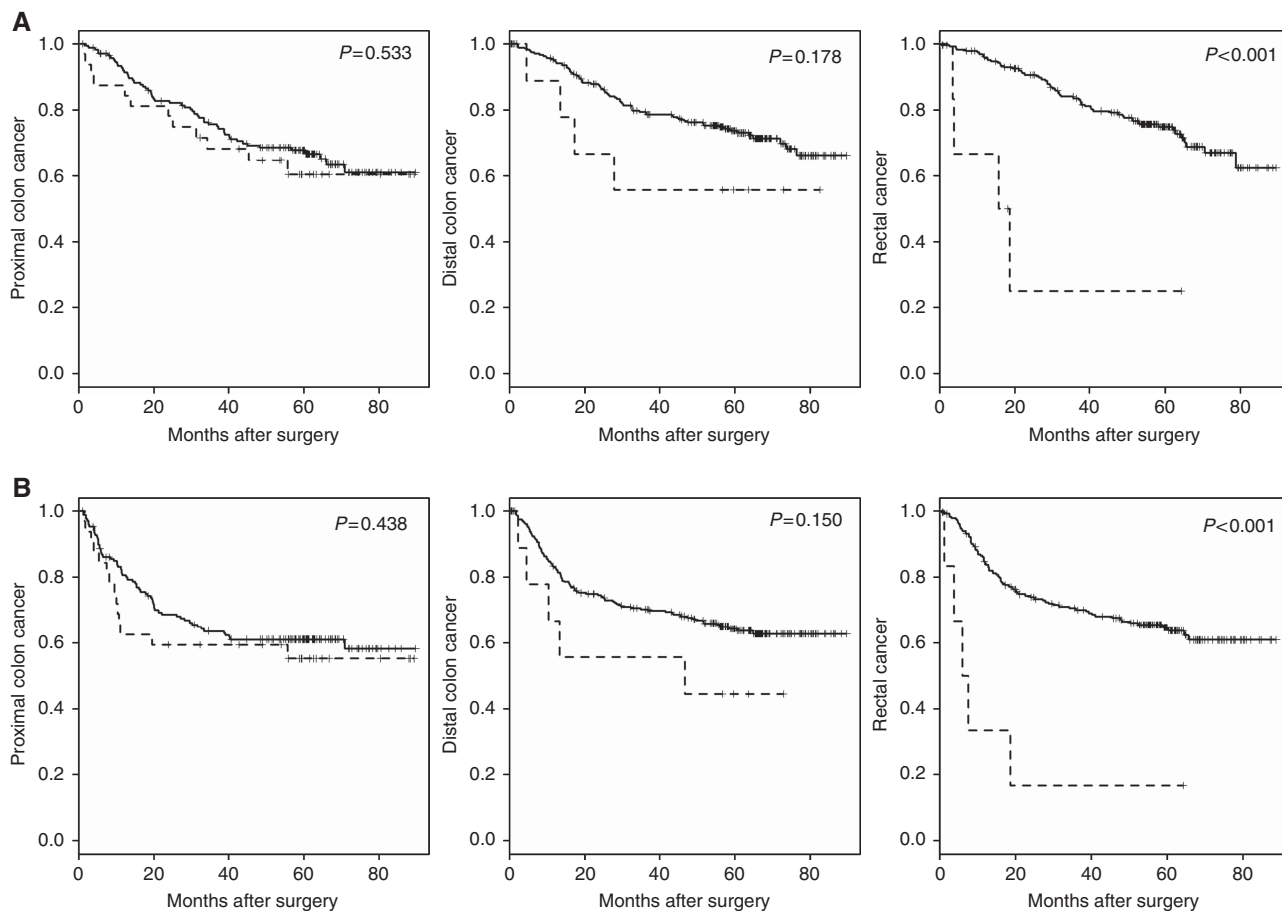 A
1.0
0.8
0.6
0.4
0.2
0.0
Proximal colon cancer
P=0.533
0 20 40 60 80
Months after surgery
1.0
0.8
0.6
0.4
0.2
0.0
Distal colon cancer
P=0.178
0 20 40 60 80
Months after surgery
1.0
0.8
0.6
0.4
0.2
0.0
Rectal cancer
P<0.001
0 20 40 60 80
Months after surgery
B
1.0
0.8
0.6
0.4
0.2
0.0
Proximal colon cancer
P=0.438
0 20 40 60 80
Months after surgery
1.0
0.8
0.6
0.4
0.2
0.0
Distal colon cancer
P=0.150
0 20 40 60 80
Months after surgery
1.0
0.8
0.6
0.4
0.2
0.0
Rectal cancer
P<0.001
0 20 40 60 80
Months after surgery